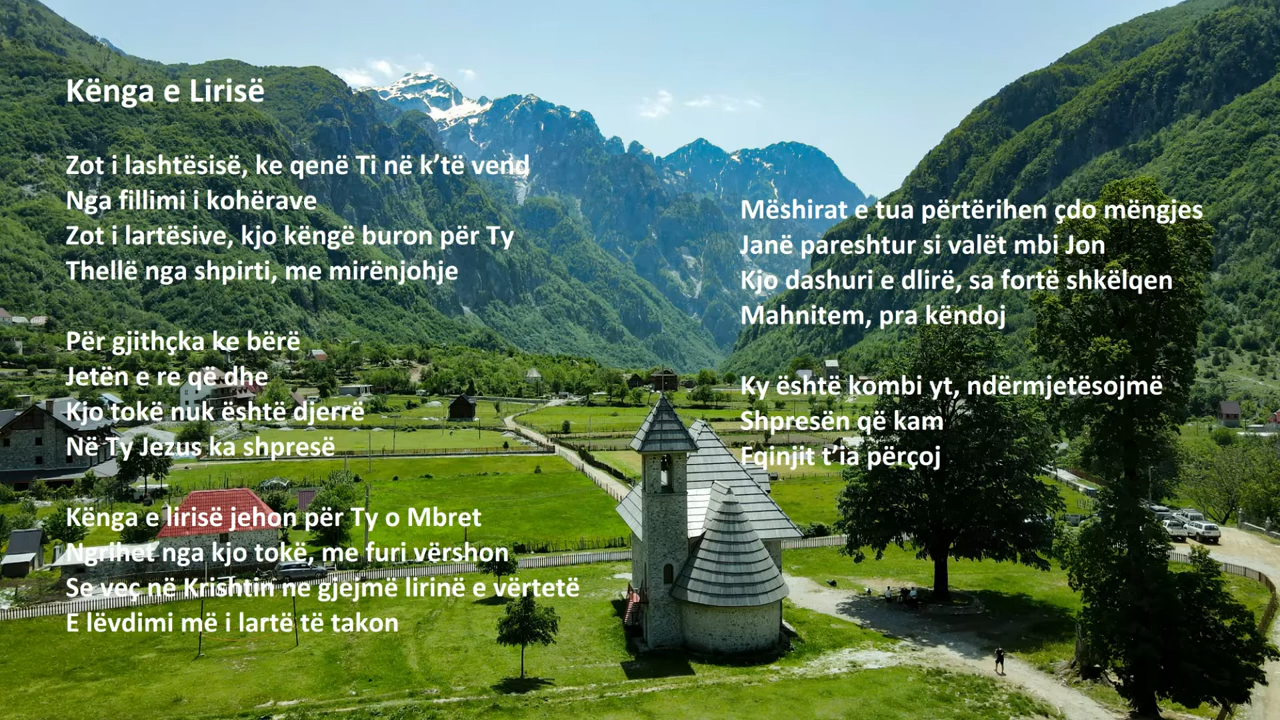 Kënga e Lirisë
Zot i lashtësisë, ke qenë Ti në k’të vend
Nga fillimi i kohërave
Zot i lartësive, kjo këngë buron për Ty
Thellë nga shpirti, me mirënjohje
Për gjithçka ke bërë
Jetën e re që dhe
Kjo tokë nuk është djerrë
Në Ty Jezus ka shpresë
Kënga e lirisë jehon për Ty o Mbret
Ngrihet nga kjo tokë, me furi vërshon
Se veç në Krishtin ne gjejmë lirinë e vërtetë
E lëvdimi më i lartë të takon
Mëshirat e tua përtërihen çdo mëngjes
Janë pareshtur si valët mbi Jon
Kjo dashuri e dlirë, sa fortë shkëlqen
Mahnitem, pra këndoj
Ky është kombi yt, ndërmjetësojmë
Shpresën që kam
Fqinjit t’ia përçoj